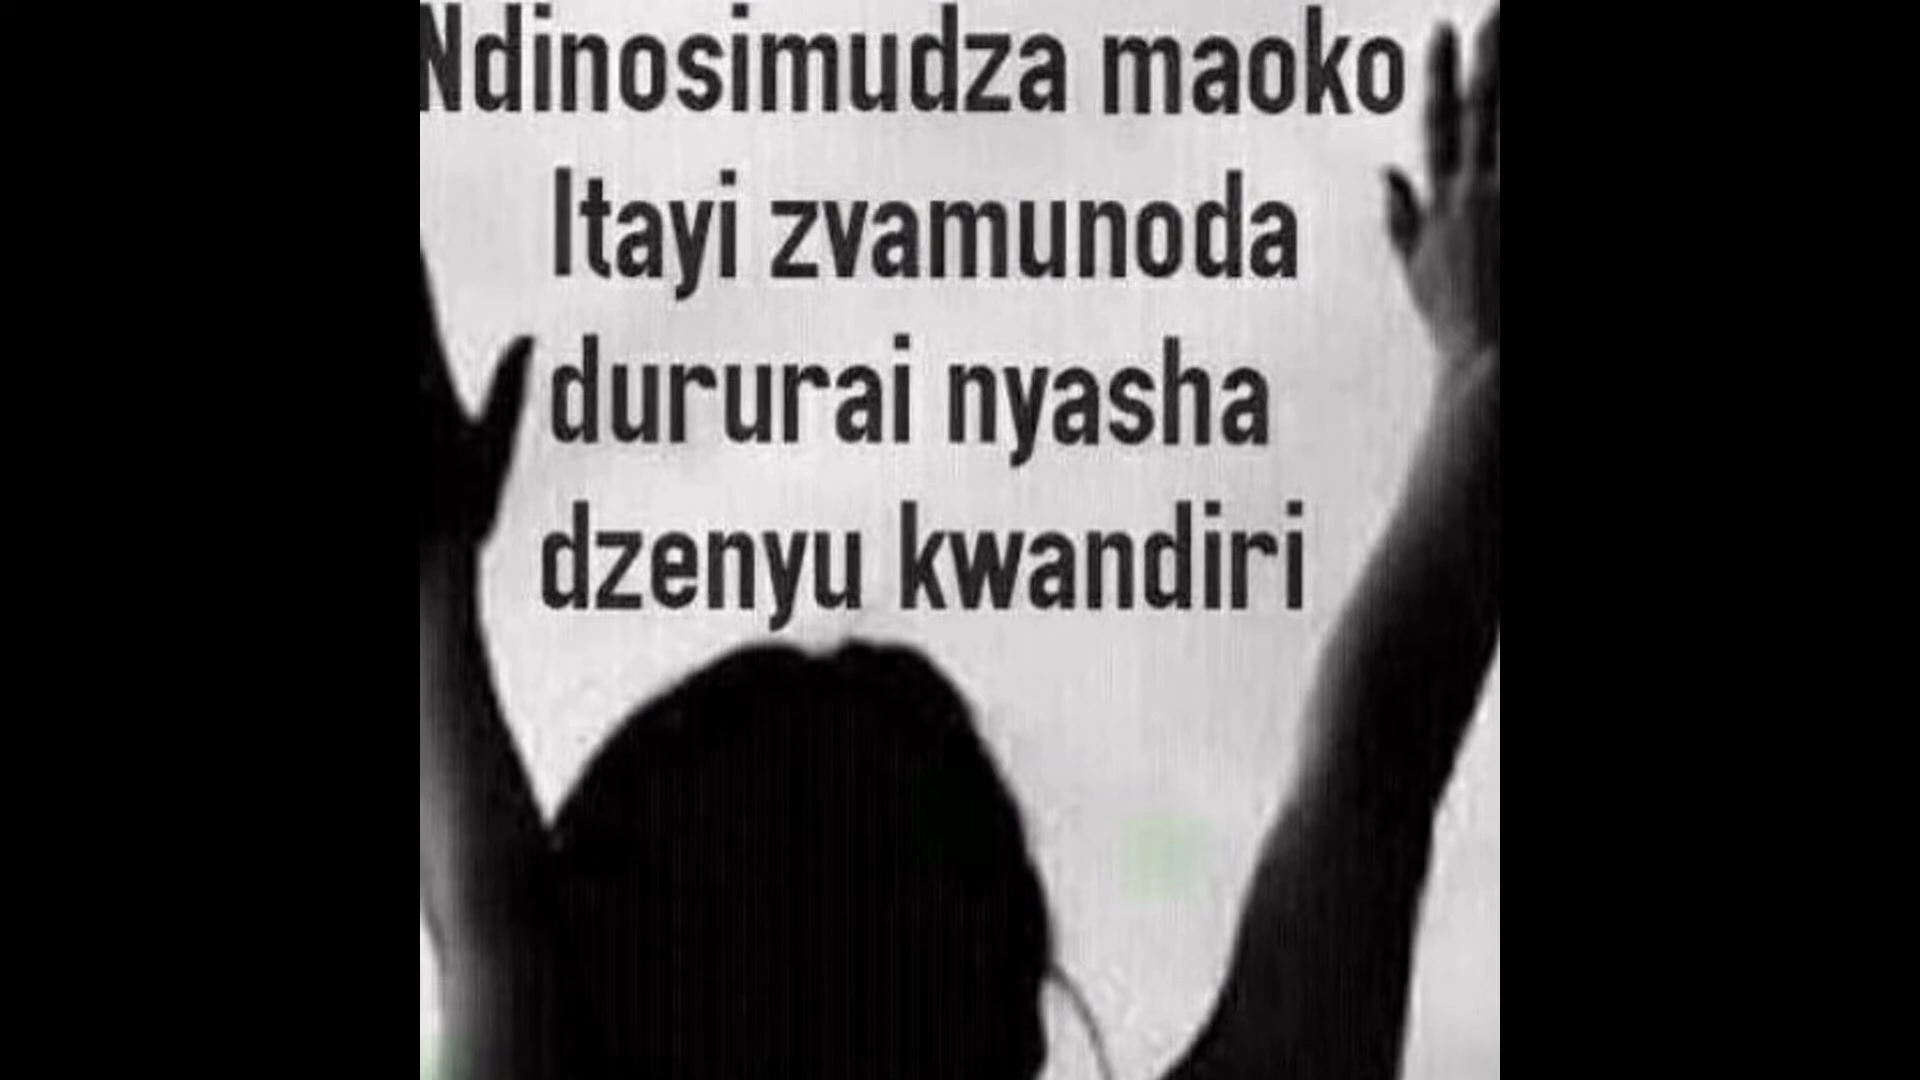 Ndinosimudza maoko
Itayi zvamunoda
dururai nyasha
dzenyu kwandiri